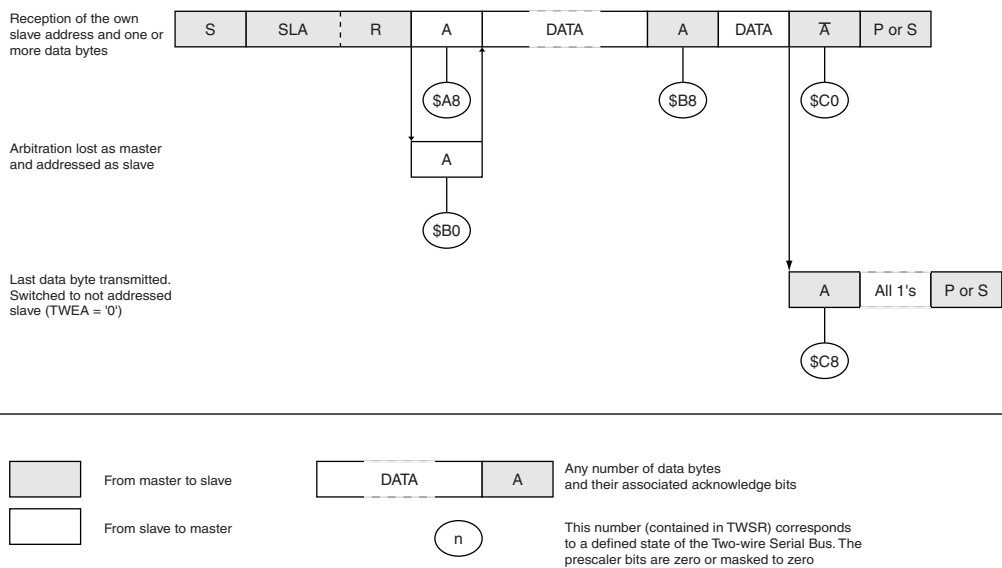 Reception of the own
slave address and one or
more data bytes
S SLA R A DATA A DATA A̅ P or S
$A8 $B8 $C0
Arbitration lost as master
and addressed as slave
A
$B0
Last data byte transmitted.
Switched to not addressed
slave (TWEA = '0')
A All 1's P or S
$C8
From master to slave
DATA A
Any number of data bytes
and their associated acknowledge bits
From slave to master
n
This number (contained in TWSR) corresponds
to a defined state of the Two-wire Serial Bus. The
prescaler bits are zero or masked to zero